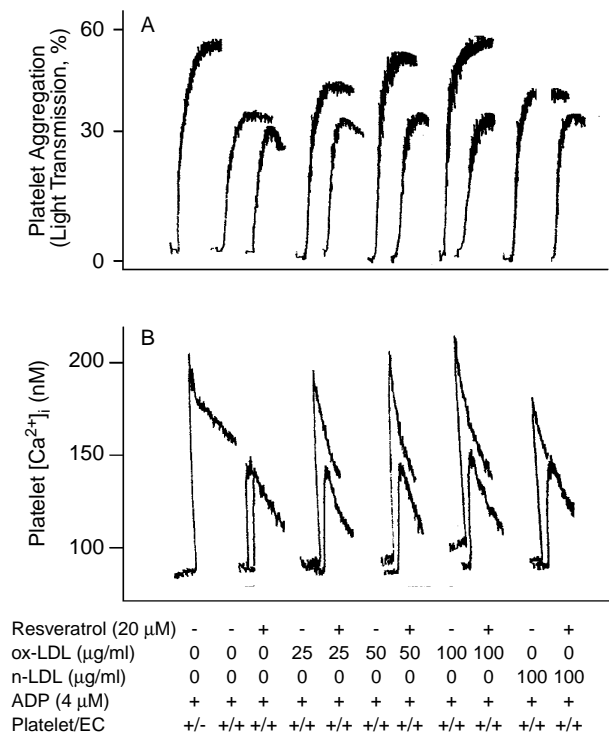 A
60
30
0
Platelet Aggregation
(Light Transmission, %)
B
200
150
100
Platelet [Ca2+]i (nM)
Resveratrol (20 μM) - - + - + - + - + - +
ox-LDL (μg/ml) 0 0 0 25 25 50 50 100 100 0 0
n-LDL (μg/ml) 0 0 0 0 0 0 0 0 0 100 100
ADP (4 μM) + + + + + + + + + + +
Platelet/EC +/- +/+ +/+ +/+ +/+ +/+ +/+ +/+ +/+ +/+ +/+